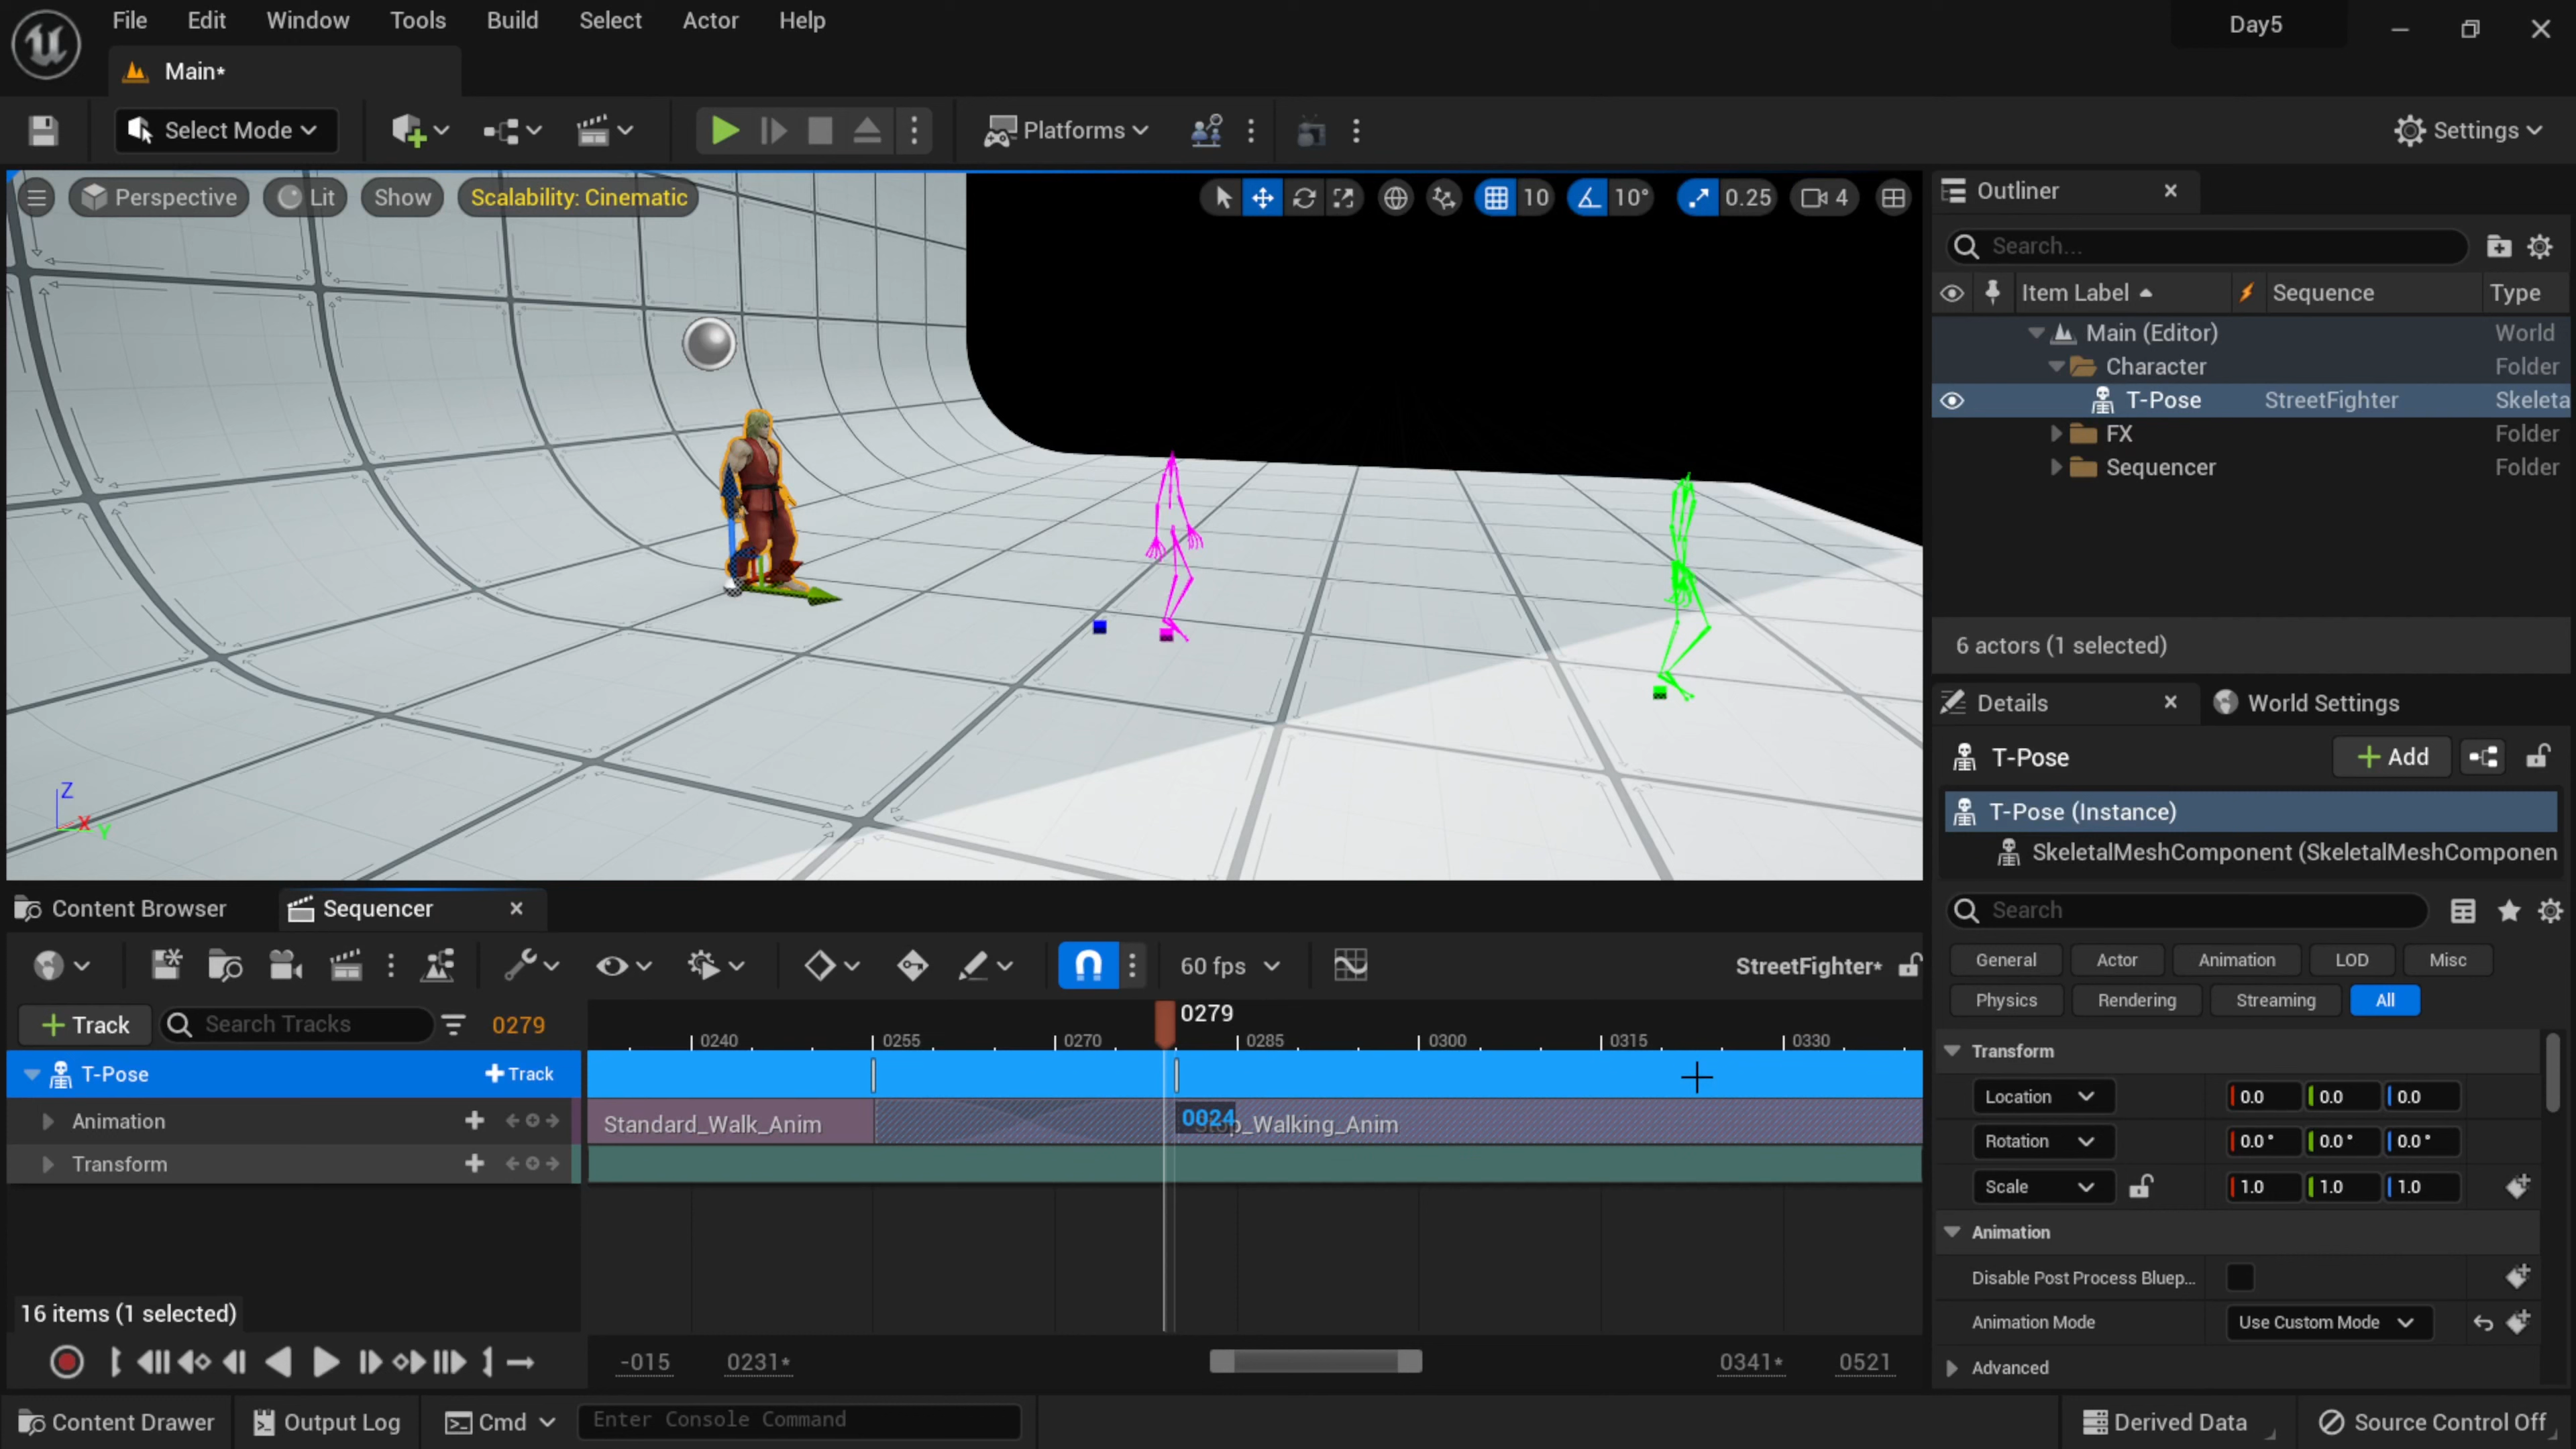 File Edit Window Tools Build Select Actor Help
Day5
Main*
Select Mode
Platforms
Settings
Perspective Lit Show Scalability: Cinematic
10 10° 0.25 4
Outliner
Search...
Item Label Sequence Type
Main (Editor) World
Character Folder
T-Pose StreetFighter Skeleta
FX Folder
Sequencer Folder
6 actors (1 selected)
Z
X
Y
Details World Settings
T-Pose Add
T-Pose (Instance)
SkeletalMeshComponent (SkeletalMeshComponen
Search
General Actor Animation LOD Misc
Physics Rendering Streaming All
Transform
Location 0.0 0.0 0.0
Rotation 0.0° 0.0° 0.0°
Scale 1.0 1.0 1.0
Animation
Disable Post Process Bluep...
Animation Mode Use Custom Mode
Advanced
Content Browser Sequencer
60 fps StreetFighter*
+ Track Search Tracks 0279
0279
0240 0255 0270 0285 0300 0315 0330
T-Pose + Track
Animation
Standard_Walk_Anim 0024 p_Walking_Anim
Transform
16 items (1 selected)
-015 0231* 0341* 0521
Content Drawer Output Log Cmd Enter Console Command Derived Data Source Control Off